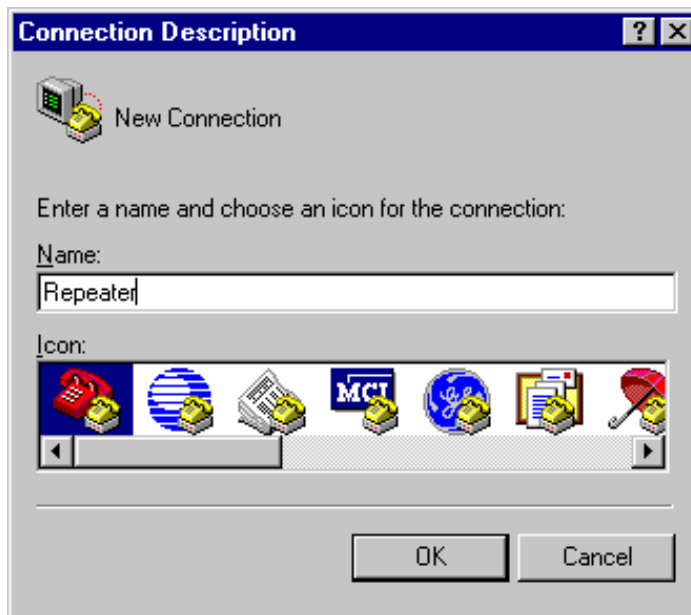 Connection Description
New Connection
Enter a name and choose an icon for the connection:
Name:
Repeater
Icon:
MCI
OK Cancel